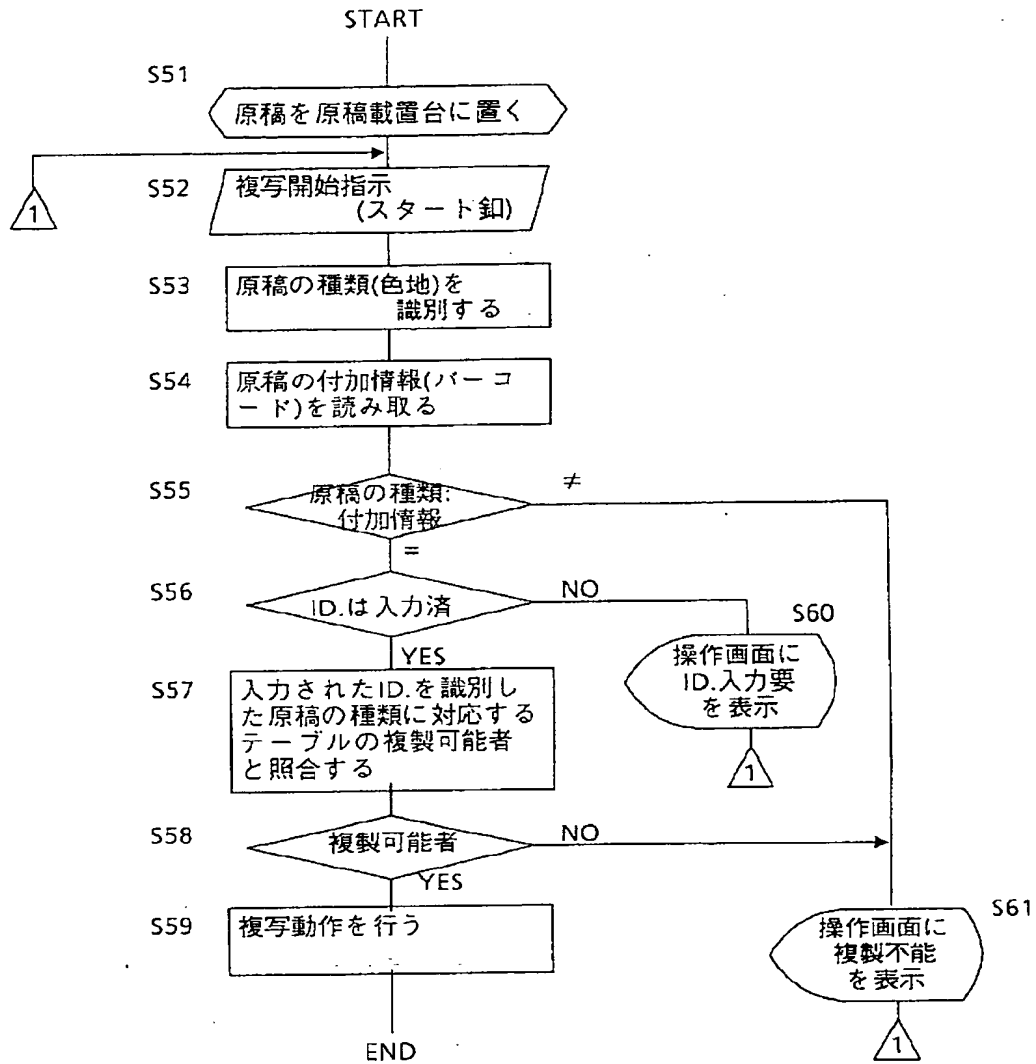 START
S51
原稿を原稿載置台に置く
1
S52
複写開始指示
(スタート釦)
S53
原稿の種類(色地)を
識別する
S54
原稿の付加情報(バーコ
ード)を読み取る
S55
原稿の種類:
付加情報
≠
=
S56
ID.は入力済
NO
YES
S60
操作画面に
ID.入力要
を表示
1
S57
入力されたID.を識別し
た原稿の種類に対応する
テーブルの複製可能者
と照合する
S58
複製可能者
NO
YES
S59
複写動作を行う
S61
操作画面に
複製不能
を表示
1
END